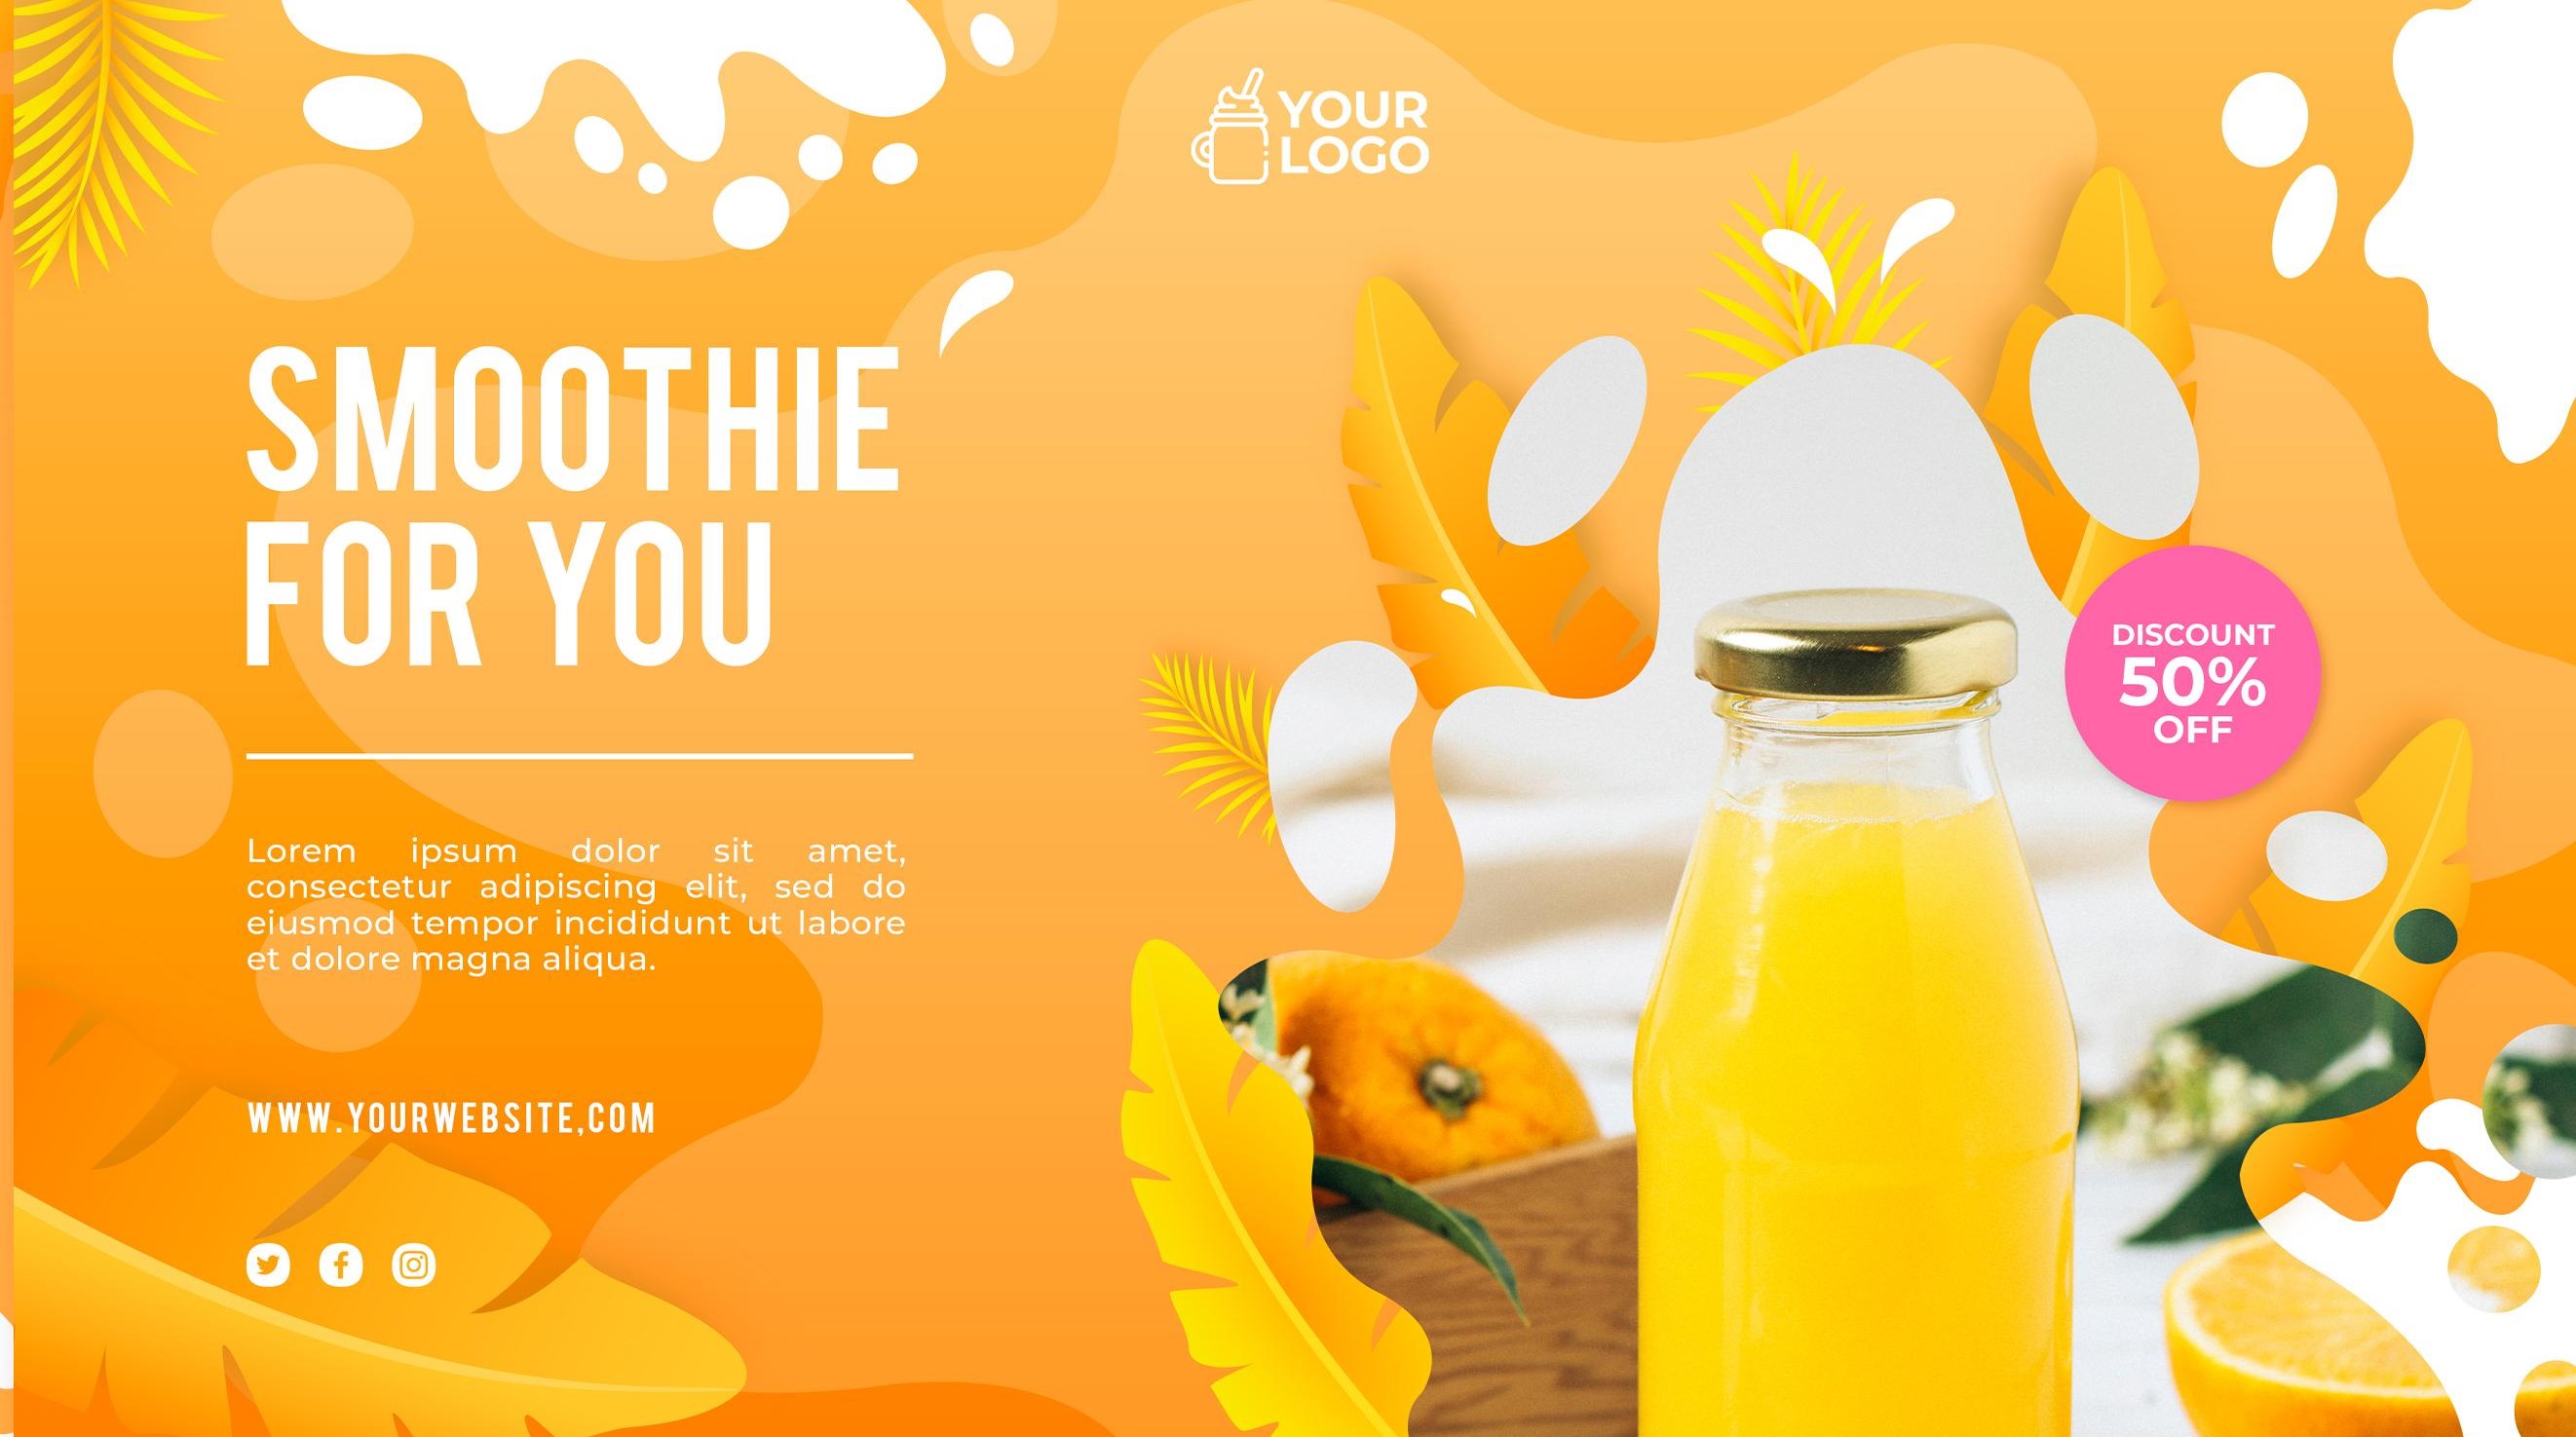 YOUR
LOGO
SMOOTHIE
FOR YOU
DISCOUNT
50%
OFF
Lorem ipsum dolor sit amet,
consectetur adipiscing elit, sed do
eiusmod tempor incididunt ut labore
et dolore magna aliqua.
WWW.YOURWEBSITE,COM